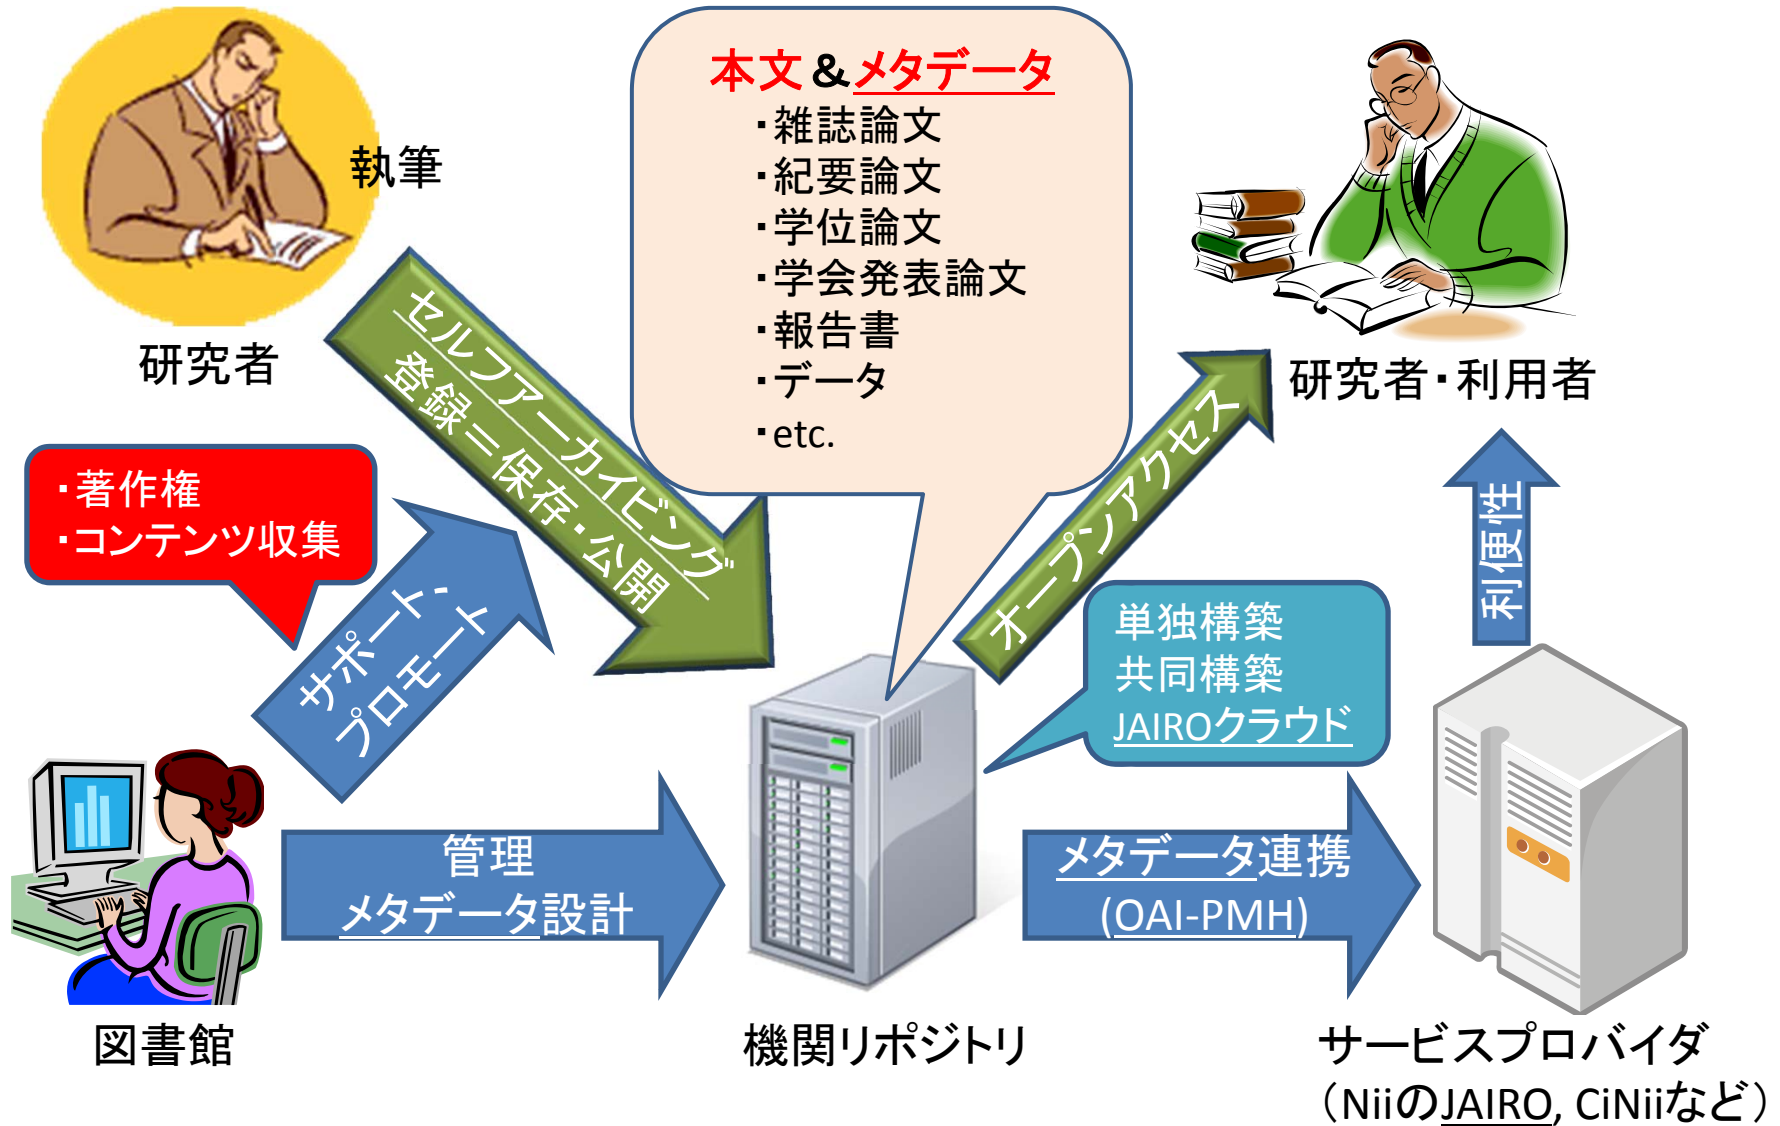 執筆
研究者
本文&メタデータ
・雑誌論文
・紀要論文
・学位論文
・学会発表論文
・報告書
・データ
・etc.
研究者・利用者
セルフアーカイビング
登録=保存・公開
オープンアクセス
・著作権
・コンテンツ収集
サポート、
プロモート
利便性
単独構築
共同構築
JAIROクラウド
管理
メタデータ設計
メタデータ連携
(OAI-PMH)
図書館
機関リポジトリ
サービスプロバイダ
(NiiのJAIRO, CiNiiなど)